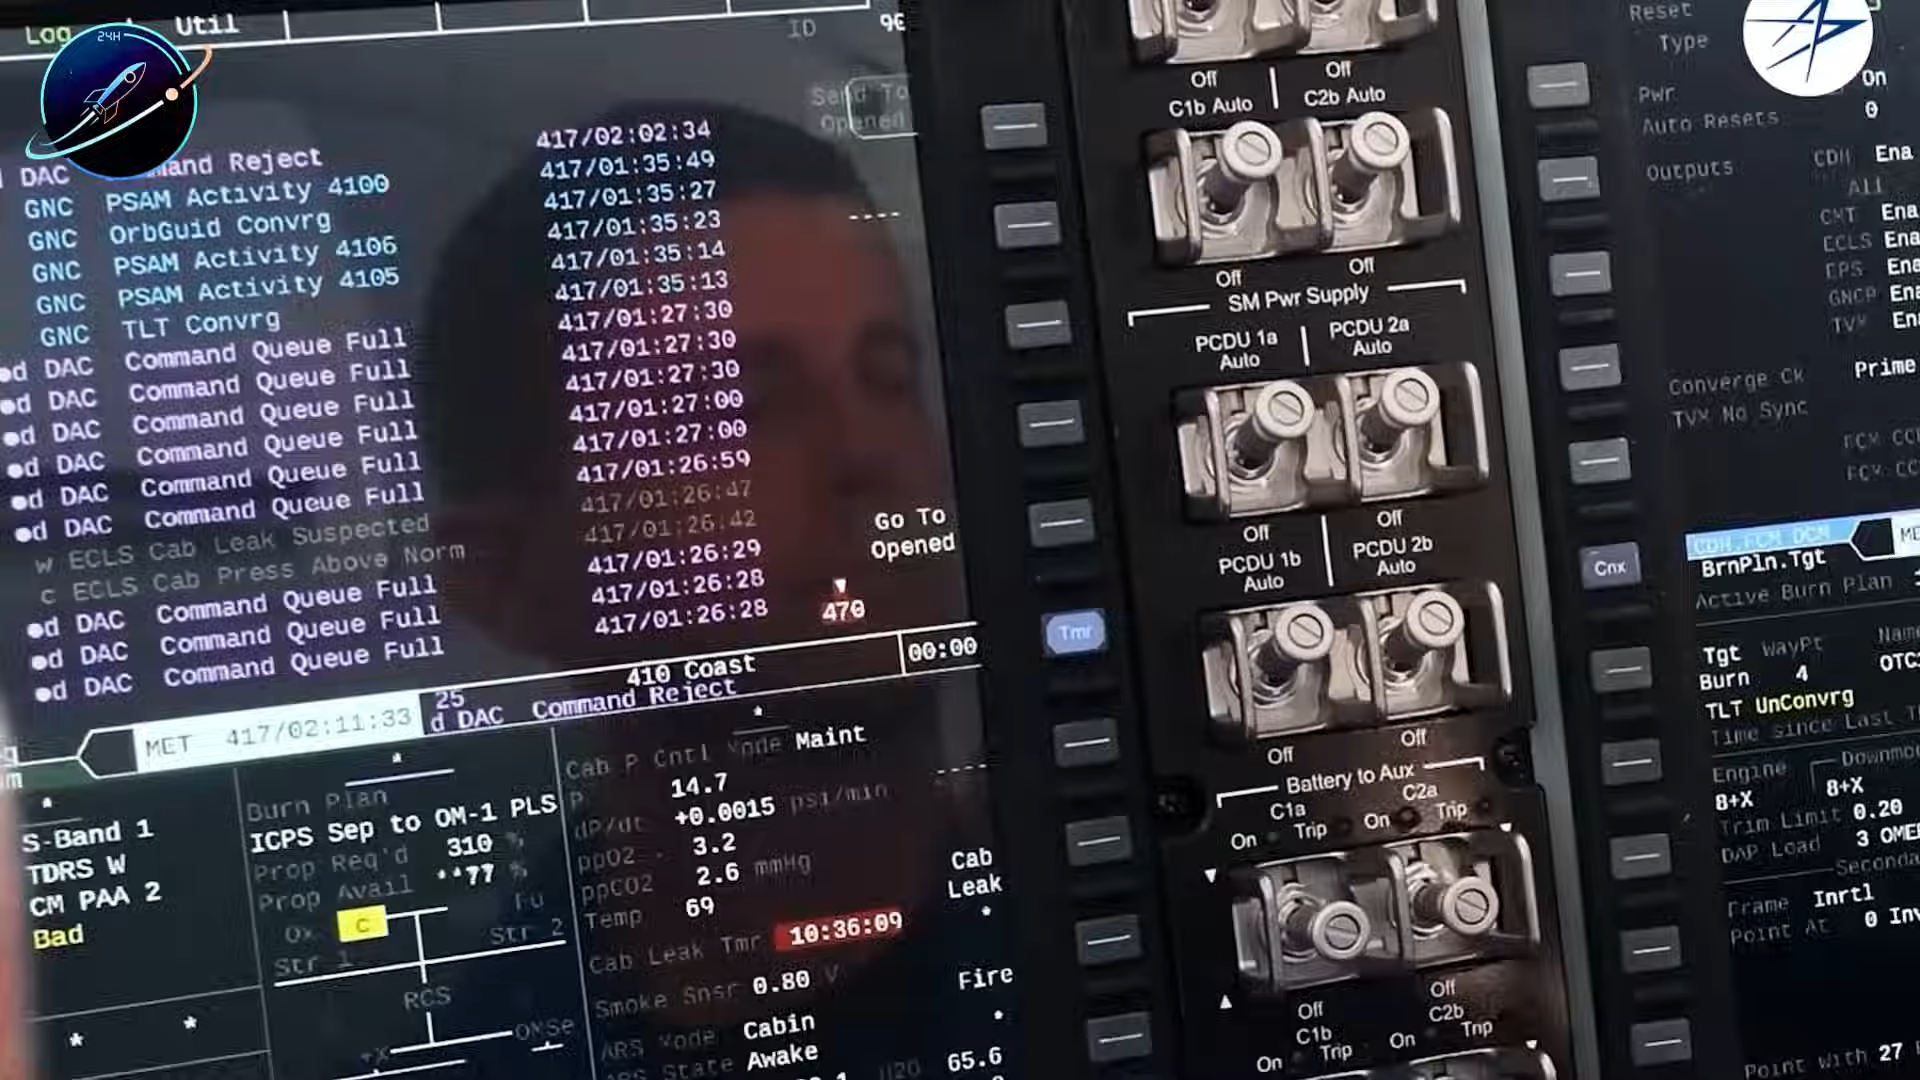 Log Util
24H
ID
Send To
Opened
DAC Command Reject 417/02:02:34
GNC PSAM Activity 4100 417/01:35:49
GNC OrbGuid Convrg 417/01:35:27
GNC PSAM Activity 4106 417/01:35:23
GNC PSAM Activity 4105 417/01:35:14
GNC TLT Convrg 417/01:35:13
d DAC Command Queue Full 417/01:27:30
d DAC Command Queue Full 417/01:27:30
d DAC Command Queue Full 417/01:27:30
d DAC Command Queue Full 417/01:27:00
d DAC Command Queue Full 417/01:27:00
d DAC Command Queue Full 417/01:26:59
w ECLS Cab Leak Suspected 417/01:26:47
c ECLS Cab Press Above Norm 417/01:26:42
d DAC Command Queue Full 417/01:26:29
d DAC Command Queue Full 417/01:26:28
d DAC Command Queue Full 417/01:26:28
----
Go To
Opened
470
410 Coast 00:00
MET 417/02:11:33 25
d DAC Command Reject
S-Band 1
TDRS W
CM PAA 2
Bad
* *
Burn Plan
ICPS Sep to OM-1 PLS
Prop Req'd 310 %
Prop Avail **77 %
Ox C Fu
Str 1 Str 2
RCS
+X OMSe
Cab P Cntl Mode Maint
P 14.7
dP/dt +0.0015 psi/min
ppO2 3.2
ppCO2 2.6 mmHg
Temp 69
Cab Leak Tmr 10:36:09
Smoke Snsr 0.80 V
ARS Mode Cabin
ARS State Awake
H2O 65.6
----
Cab
Leak
*
Fire
*
Tmr
Off Off
C1b Auto C2b Auto
Off Off
SM Pwr Supply
PCDU 1a PCDU 2a
Auto Auto
Off Off
PCDU 1b PCDU 2b
Auto Auto
Off Off
Battery to Aux
C1a C2a
On Trip On Trip
Off Off
C1b C2b
On Trip On Trip
Cnx
Reset
Type
Pwr On
Auto Resets 0
Outputs CDH Ena
ALL
CMT Ena
ECLS Ena
EPS Ena
GNCP Ena
TVX Ena
Converge Ck Prime
TVX No Sync
FCM
FCM
CDH FCM DCM
BrnPln.Tgt
Active Burn Plan
Tgt WayPt Name
Burn 4
TLT UnConvrg
Time since Last
Engine
8+X 8+X
Trim Limit 0.20
DAP Load 3
Frame Inrtl
Point At 0
Point With 27